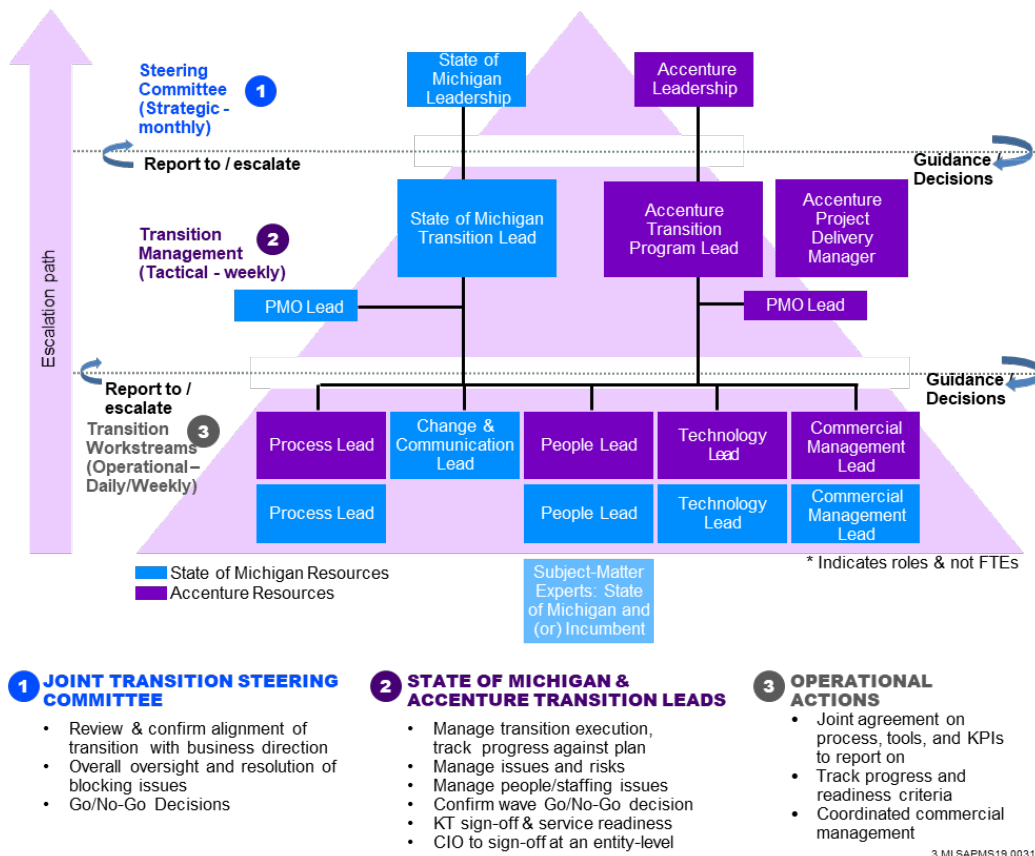 Steering
Committee
(Strategic -
monthly)
1
State of
Michigan
Leadership
Accenture
Leadership
Report to / escalate
Guidance /
Decisions
Escalation path
Transition
Management
(Tactical - weekly)
2
State of Michigan
Transition Lead
Accenture
Transition
Program Lead
Accenture
Project
Delivery
Manager
PMO Lead
PMO Lead
Report to /
escalate
Guidance /
Decisions
Transition
Workstreams
(Operational –
Daily/Weekly)
3
Process Lead
Change &
Communication
Lead
People Lead
Technology
Lead
Commercial
Management
Lead
Process Lead
People Lead
Technology
Lead
Commercial
Management
Lead
* Indicates roles & not FTEs
State of Michigan Resources
Accenture Resources
Subject-Matter
Experts: State
of Michigan and
(or) Incumbent
1 JOINT TRANSITION STEERING
COMMITTEE
• Review & confirm alignment of
transition with business direction
• Overall oversight and resolution of
blocking issues
• Go/No-Go Decisions
2 STATE OF MICHIGAN &
ACCENTURE TRANSITION LEADS
• Manage transition execution,
track progress against plan
• Manage issues and risks
• Manage people/staffing issues
• Confirm wave Go/No-Go decision
• KT sign-off & service readiness
• CIO to sign-off at an entity-level
3 OPERATIONAL
ACTIONS
• Joint agreement on
process, tools, and KPIs
to report on
• Track progress and
readiness criteria
• Coordinated commercial
management